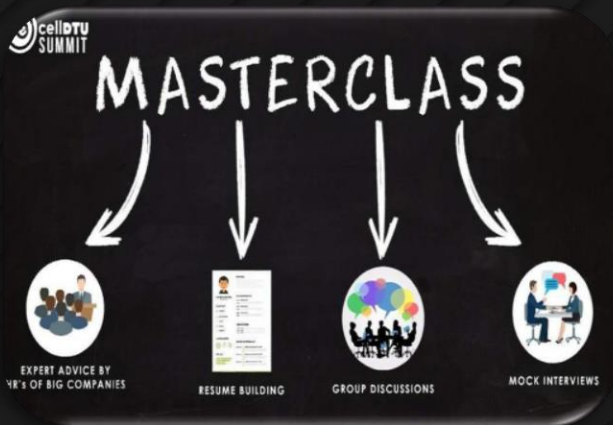 cellDTU
SUMMIT
MASTERCLASS
EXPERT ADVICE BY
HR's OF BIG COMPANIES
RESUME BUILDING
GROUP DISCUSSIONS
MOCK INTERVIEWS